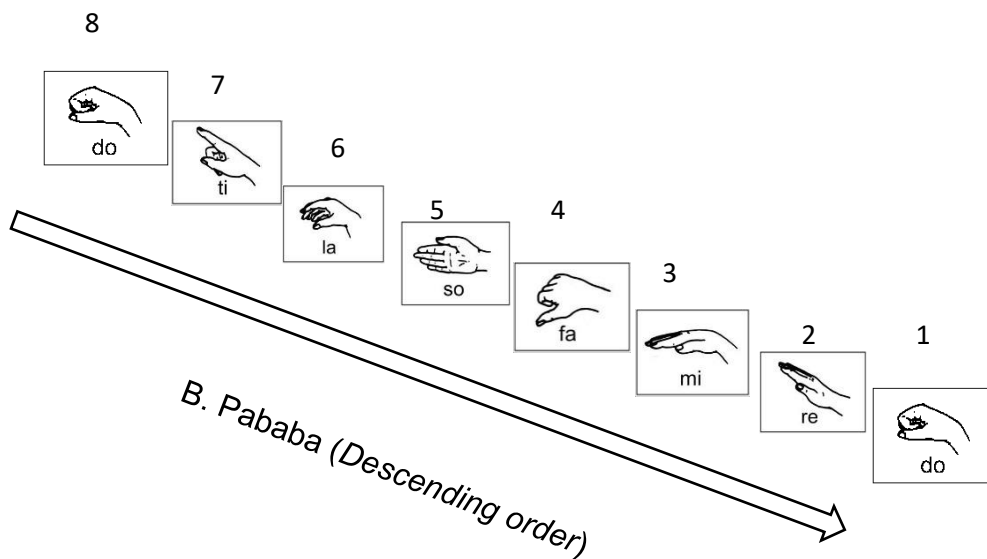 8
do
7
ti
6
la
5
so
4
fa
3
mi
2
re
1
do
B. Pababa (Descending order)